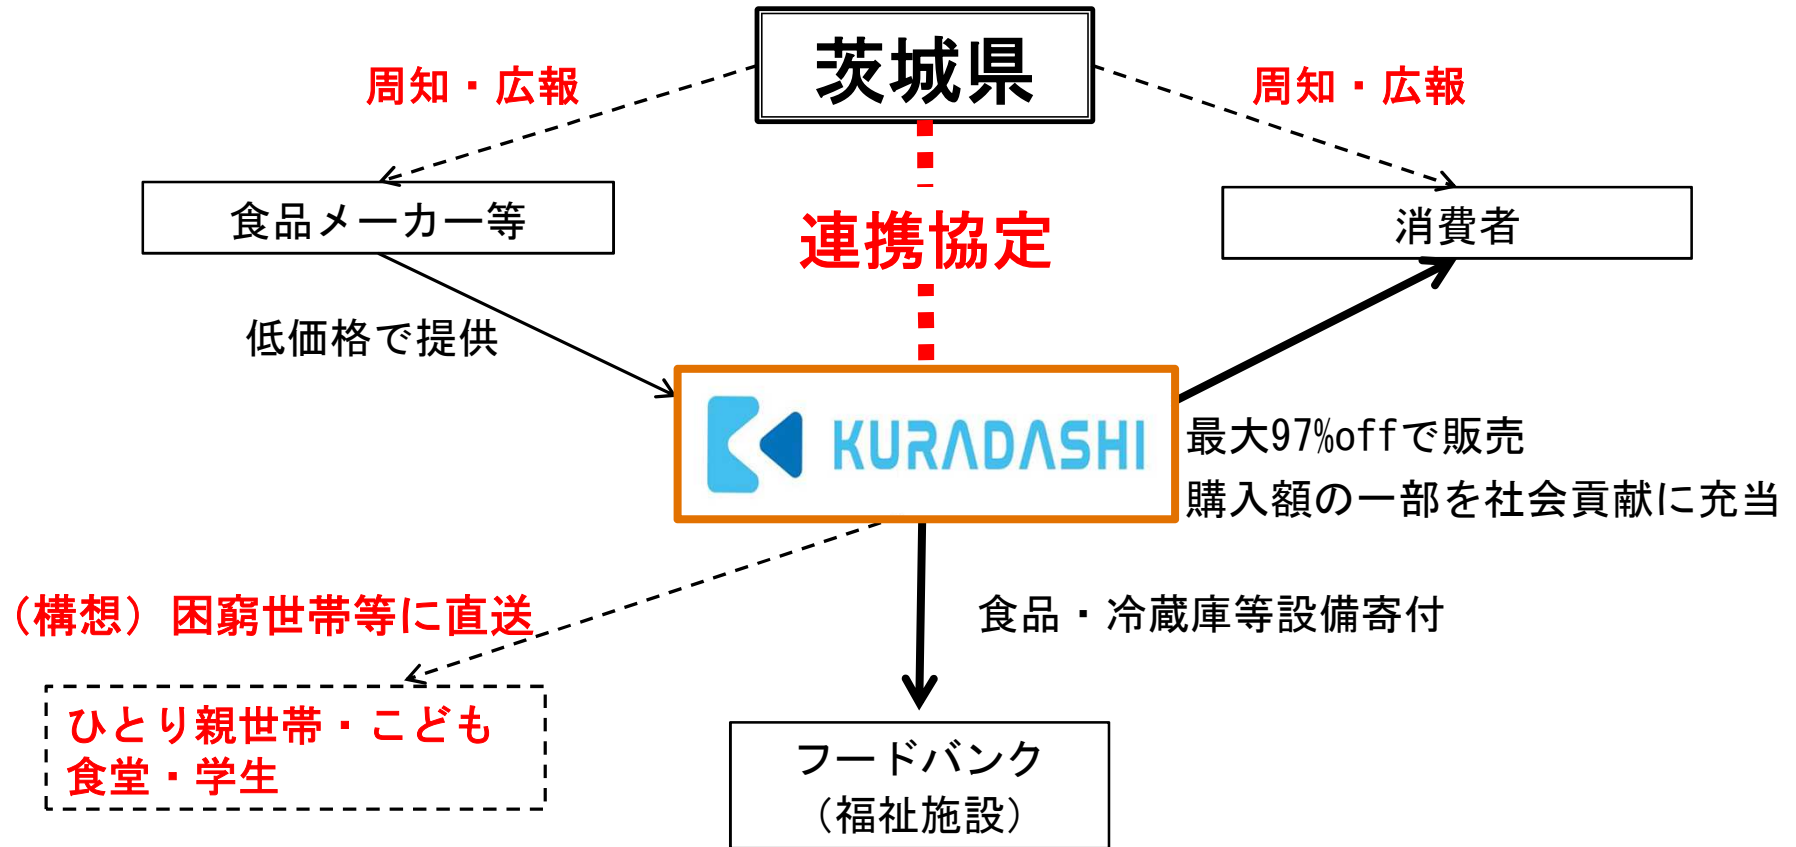 茨城県
周知・広報
周知・広報
食品メーカー等
消費者
連携協定
低価格で提供
KURADASHI
最大97%offで販売
購入額の一部を社会貢献に充当
（構想）困窮世帯等に直送
食品・冷蔵庫等設備寄付
ひとり親世帯・こども
食堂・学生
フードバンク
（福祉施設）